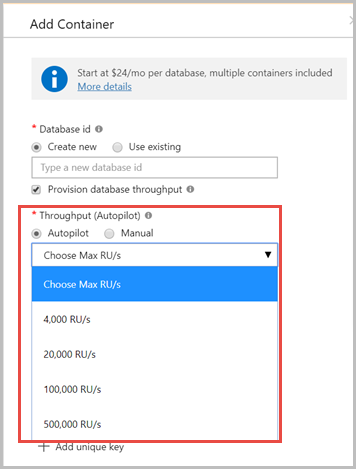 Add Container
Start at $24/mo per database, multiple containers included
More details
* Database id
Create new Use existing
Type a new database id
Provision database throughput
* Throughput (Autopilot)
Autopilot Manual
Choose Max RU/s
Choose Max RU/s
4,000 RU/s
20,000 RU/s
100,000 RU/s
500,000 RU/s
+ Add unique key